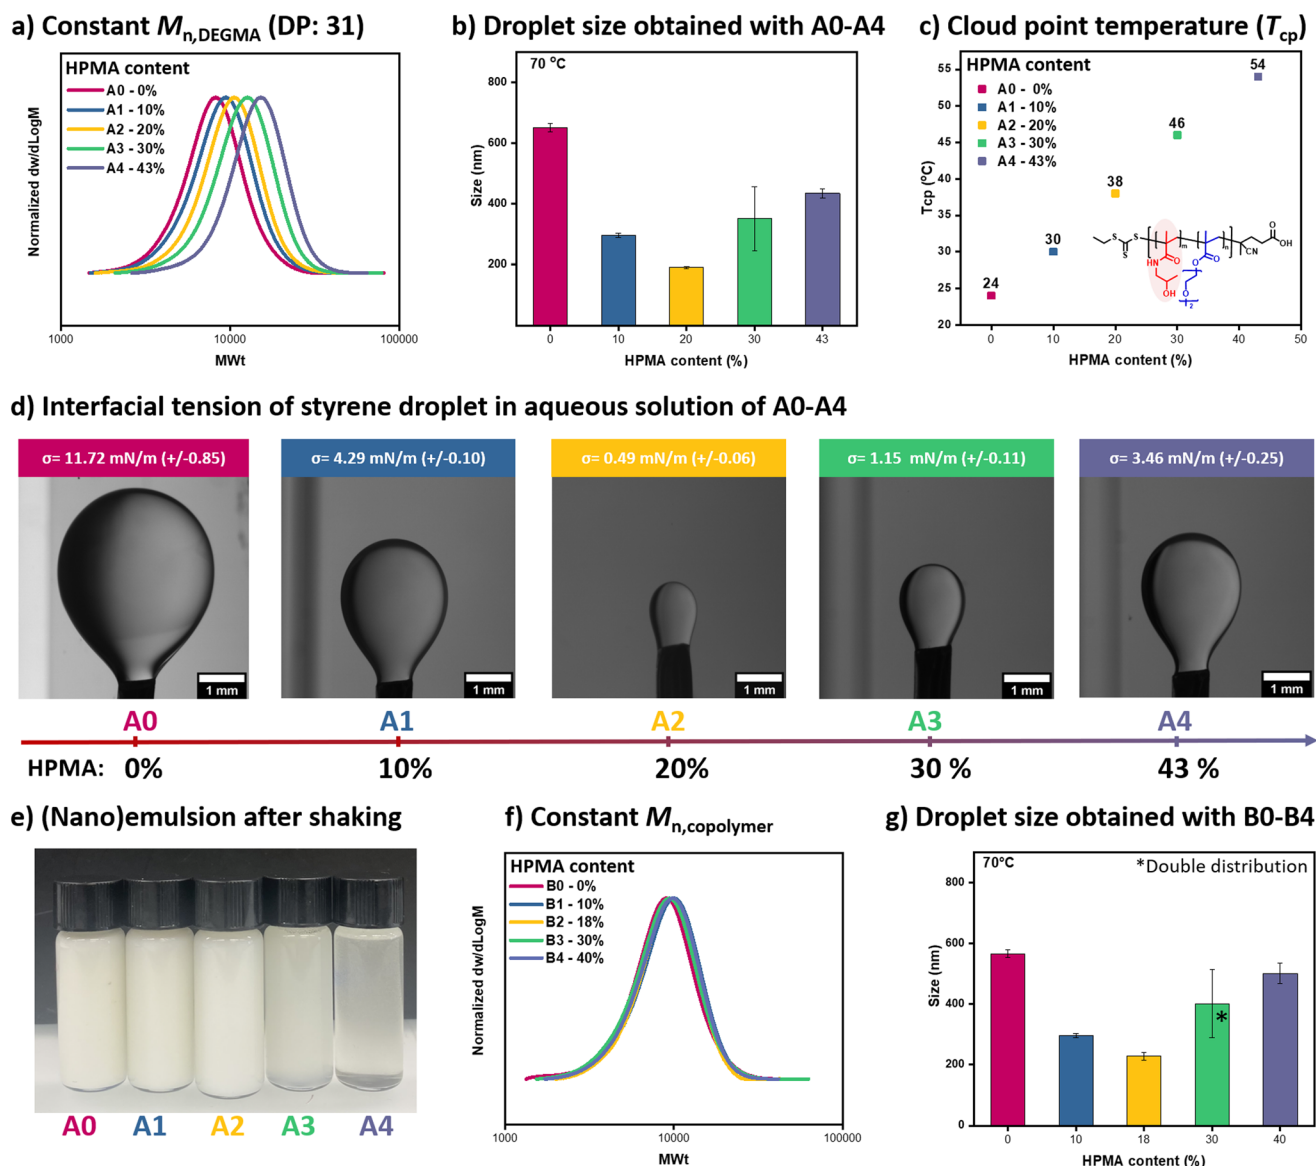 a) Constant Mn,DEGMA (DP: 31)
HPMA content
A0 - 0%
A1 - 10%
A2 - 20%
A3 - 30%
A4 - 43%
Normalized dw/dLogM
1000
10000
100000
MWt
b) Droplet size obtained with A0-A4
70 °C
800
600
400
200
Size (nm)
0
10
20
30
43
HPMA content (%)
c) Cloud point temperature (Tcp)
HPMA content
A0 - 0%
A1 - 10%
A2 - 20%
A3 - 30%
A4 - 43%
55
50
45
40
35
30
25
20
Tcp (°C)
24
30
38
46
54
S
S
S
m
n
HN
O
O
O
OH
O
2
CN
O
OH
0
10
20
30
40
50
HPMA content (%)
d) Interfacial tension of styrene droplet in aqueous solution of A0-A4
σ= 11.72 mN/m (+/-0.85)
σ= 4.29 mN/m (+/-0.10)
σ= 0.49 mN/m (+/-0.06)
σ= 1.15 mN/m (+/-0.11)
σ= 3.46 mN/m (+/-0.25)
1 mm
1 mm
1 mm
1 mm
1 mm
A0
A1
A2
A3
A4
HPMA: 0% 10% 20% 30 % 43 %
e) (Nano)emulsion after shaking
A0 A1 A2 A3 A4
f) Constant Mn,copolymer
HPMA content
B0 - 0%
B1 - 10%
B2 - 18%
B3 - 30%
B4 - 40%
Normalized dw/dLogM
1000
10000
100000
MWt
g) Droplet size obtained with B0-B4
70°C
*Double distribution
800
600
400
200
0
Size (nm)
*
0
10
18
30
40
HPMA content (%)